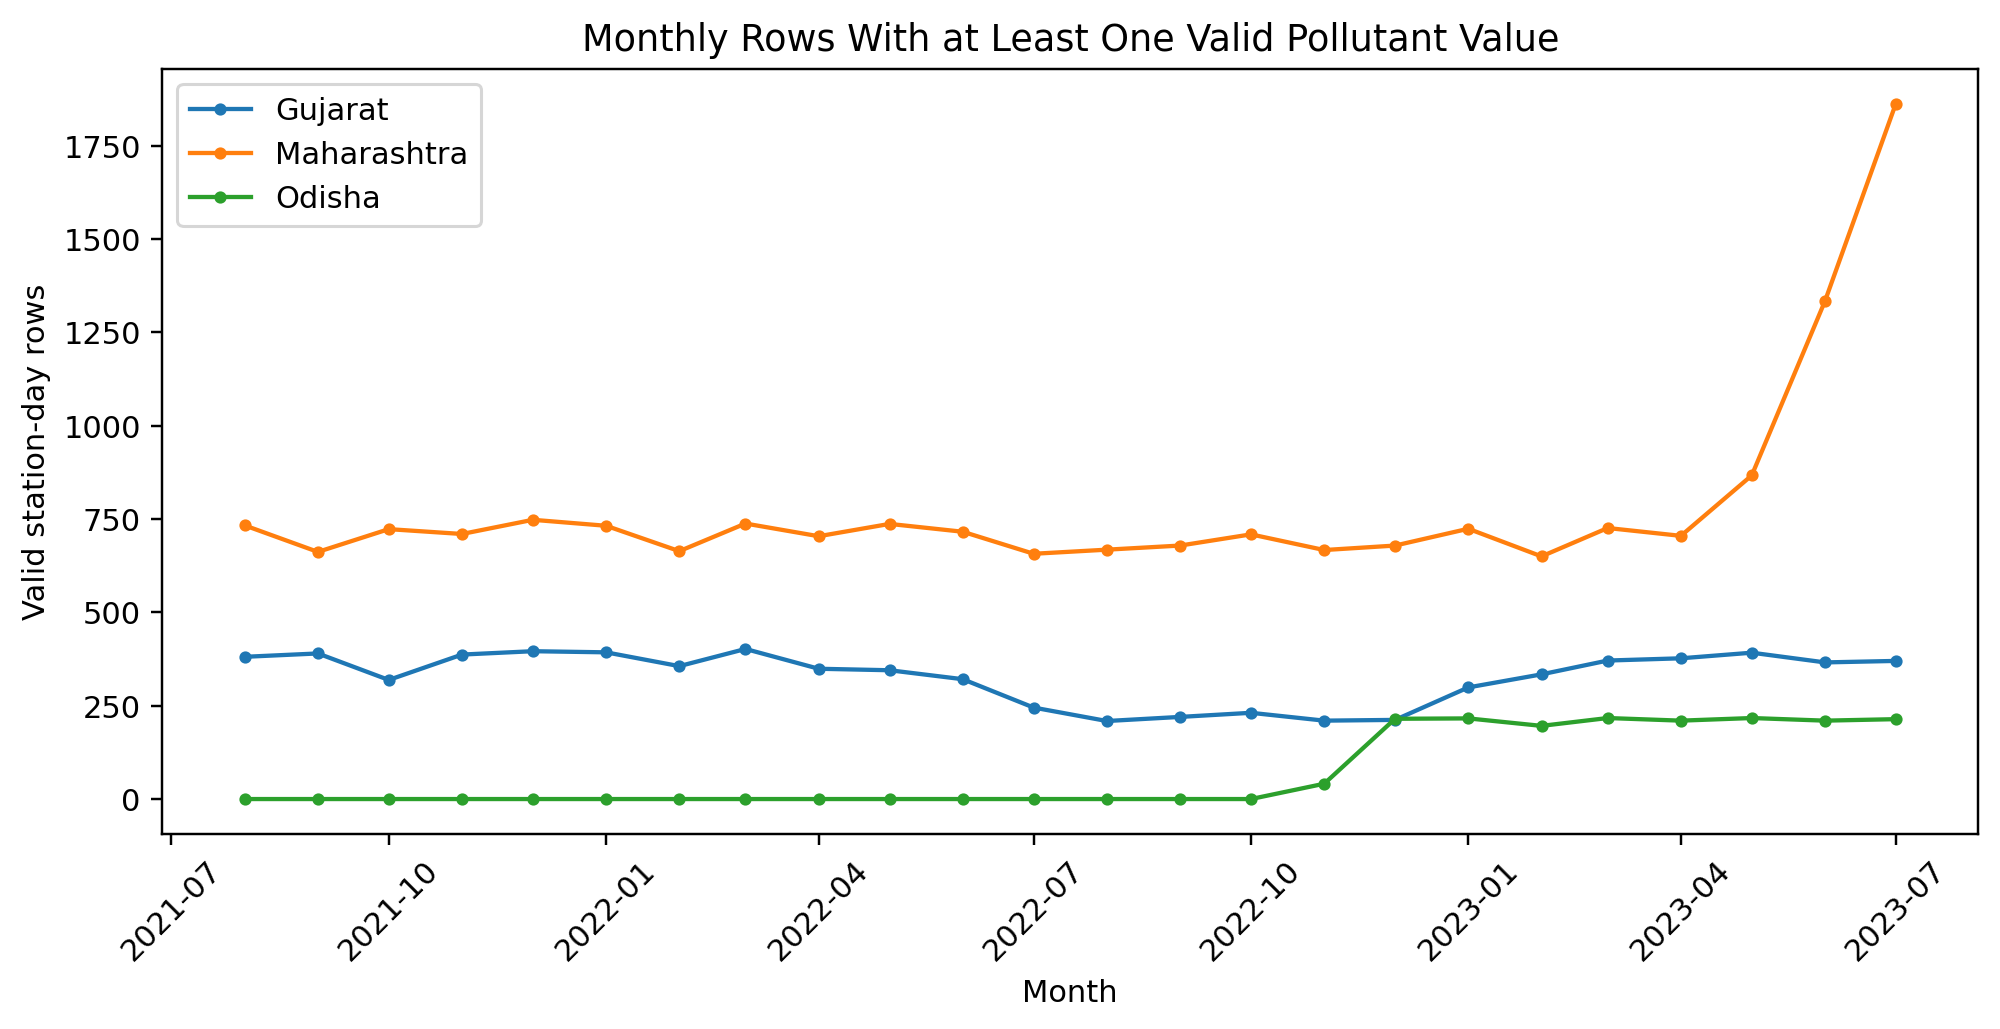 Monthly Rows With at Least One Valid Pollutant Value
Gujarat
Maharashtra
Odisha
Valid station-day rows
1750
1500
1250
1000
750
500
250
0
2021-07
2021-10
2022-01
2022-04
2022-07
2022-10
2023-01
2023-04
2023-07
Month